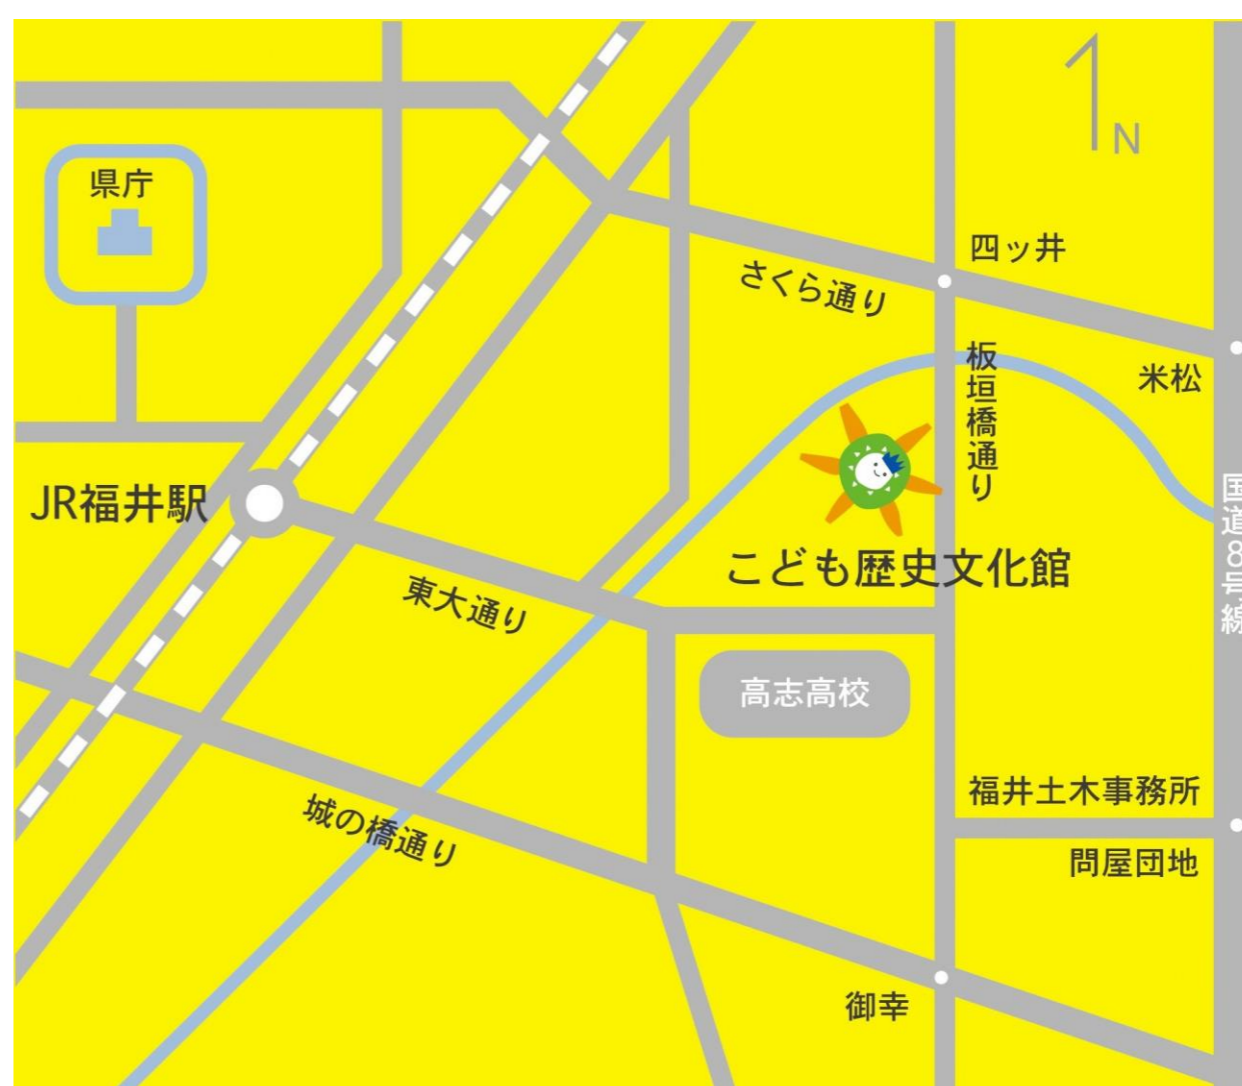 N
県庁
四ッ井
さくら通り
板垣橋通り
米松
JR福井駅
国道8号線
こども歴史文化館
東大通り
高志高校
福井土木事務所
城の橋通り
問屋団地
御幸